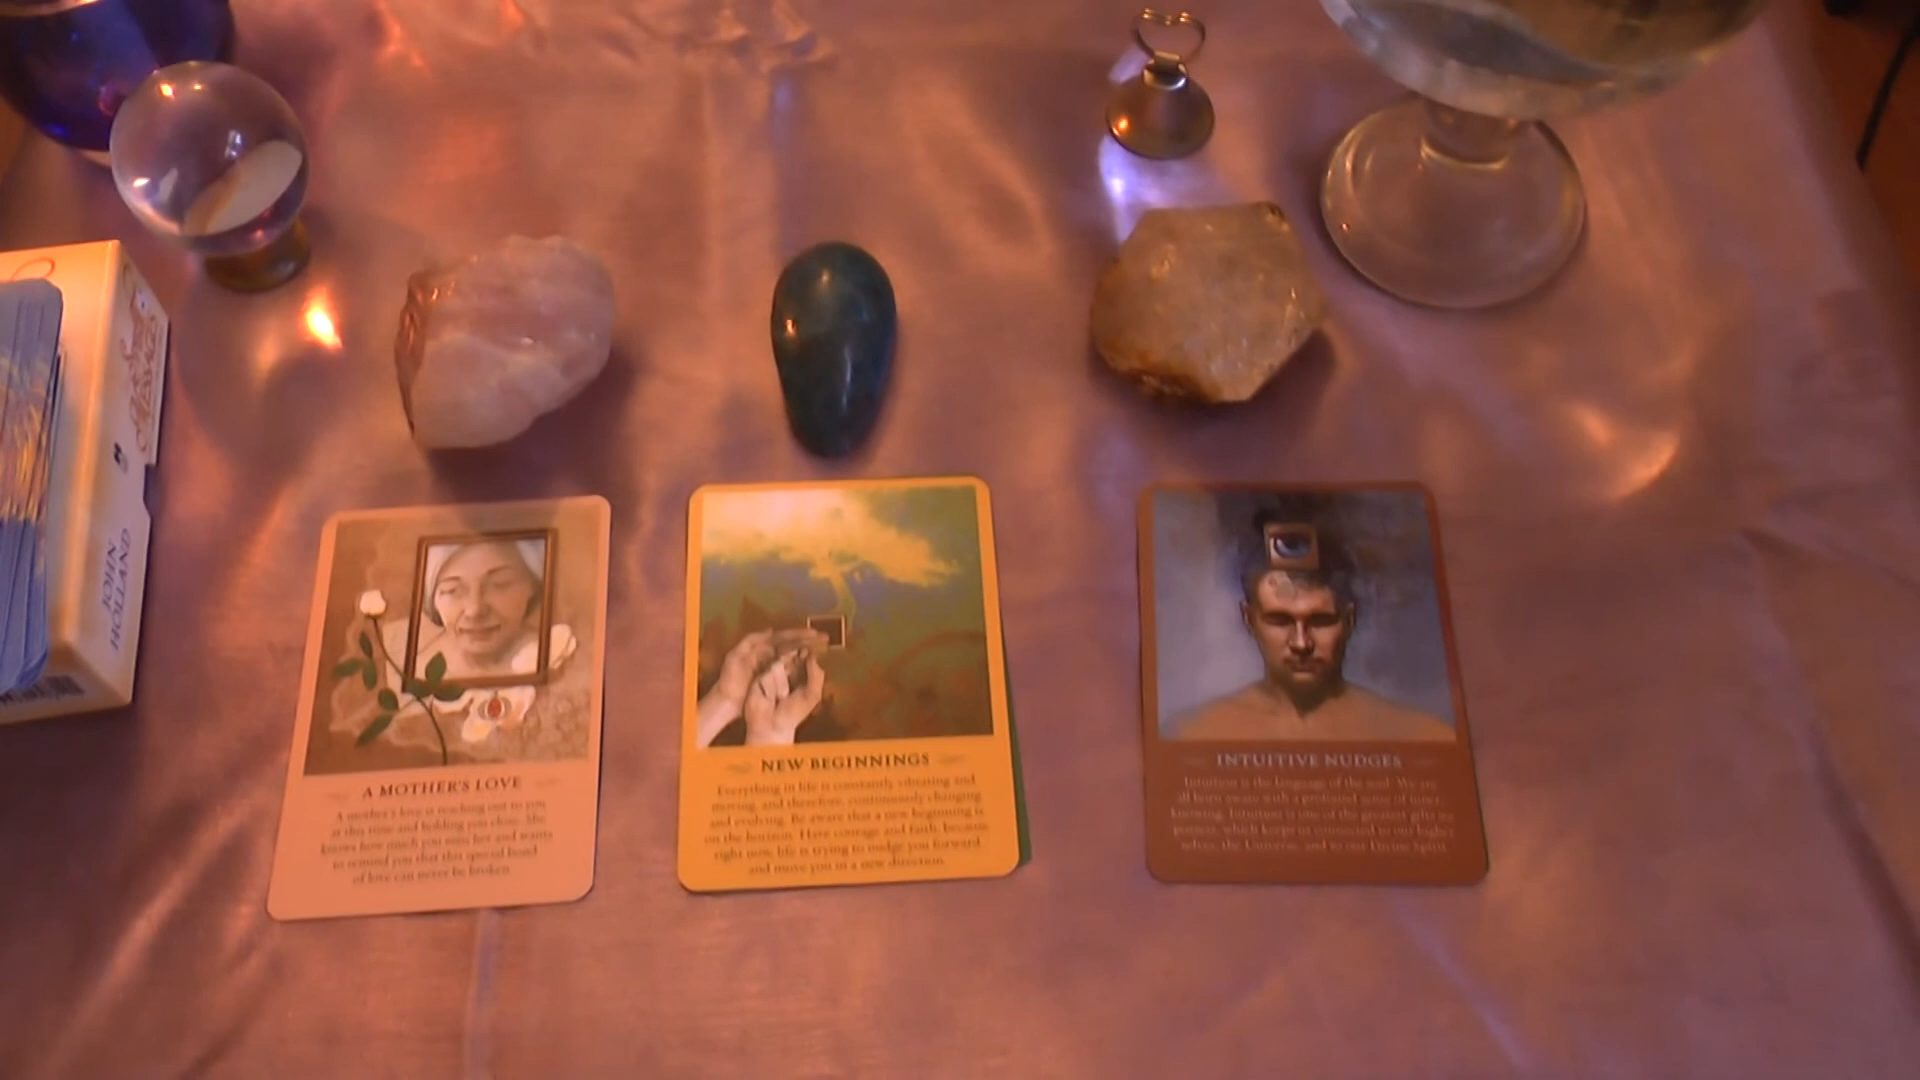 JOHN
HOLLAND
A MOTHER'S LOVE
A mother's love is reaching out to you
at this time and holding you close. She
knows how much you miss her and wants
to remind you that this special bond
of love can never be broken.
NEW BEGINNINGS
Everything in life is constantly vibrating and
moving, and therefore, continuously changing
and evolving. Be aware that a new beginning is
on the horizon. Have courage and faith, because
right now, life is trying to nudge you forward
and move you in a new direction.
INTUITIVE NUDGES
Intuition is the language of the soul. We are
all born aware with a profound sense of inner
knowing. Intuition is one of the greatest gifts we
possess, which keeps us connected to our higher
selves, the Universe, and to our Divine Spirit.